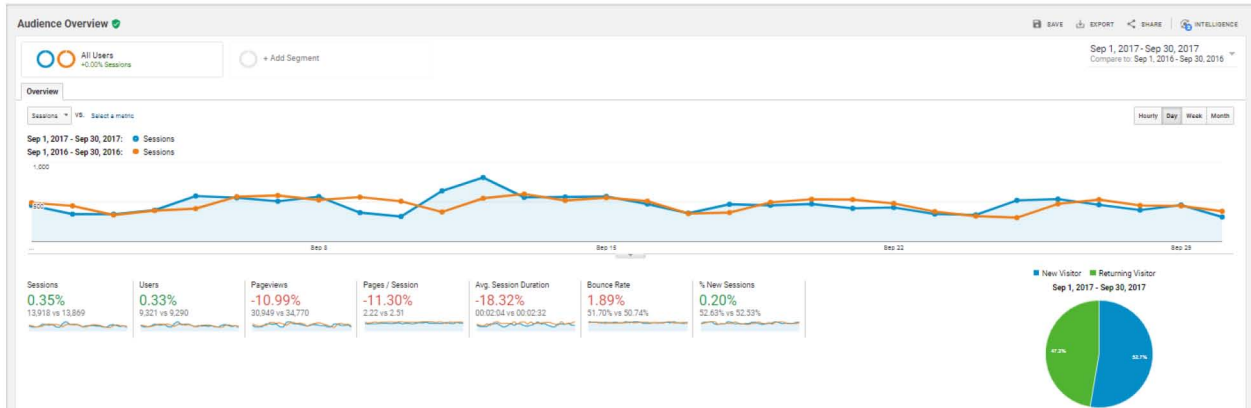 Audience Overview
SAVE EXPORT SHARE INTELLIGENCE
All Users
+0.00% Sessions
+ Add Segment
Sep 1, 2017 - Sep 30, 2017
Compare to: Sep 1, 2016 - Sep 30, 2016
Overview
Sessions VS. Select a metric
Hourly Day Week Month
Sep 1, 2017 - Sep 30, 2017: Sessions
Sep 1, 2016 - Sep 30, 2016: Sessions
1,000
500
... Sep 8 Sep 15 Sep 22 Sep 29
Sessions
0.35%
13,918 vs 13,869
Users
0.33%
9,321 vs 9,290
Pageviews
-10.99%
30,949 vs 34,770
Pages / Session
-11.30%
2.22 vs 2.51
Avg. Session Duration
-18.32%
00:02:04 vs 00:02:32
Bounce Rate
1.89%
51.70% vs 50.74%
% New Sessions
0.20%
52.63% vs 52.53%
New Visitor Returning Visitor
Sep 1, 2017 - Sep 30, 2017
47.3%
52.7%